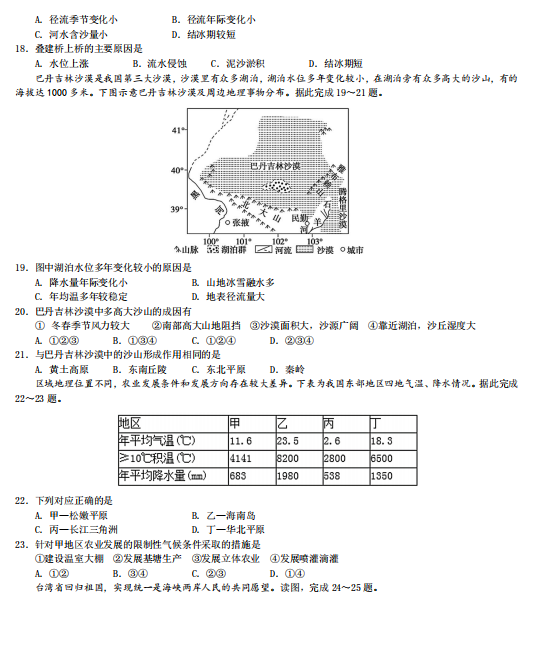 A. 径流季节变化小 B. 径流年际变化小
C. 河水含沙量小 D. 结冰期较短
18. 叠建桥上桥的主要原因是
A. 水位上涨 B. 流水侵蚀 C. 泥沙淤积 D. 结冰期短
巴丹吉林沙漠是我国第三大沙漠，沙漠里有众多湖泊，湖泊水位多年变化较小，在湖泊旁有众多高大的沙山，有的
海拔达1000多米。下图示意巴丹吉林沙漠及周边地理事物分布。据此完成19～21题。
41°
40°
39°
巴丹吉林沙漠
雅布赖山
腾格里沙漠
黑河
北大山
民勤
石羊河
张掖
100° 101° 102° 103°
山脉 湖泊群 河流 沙漠 城市
19. 图中湖泊水位多年变化较小的原因是
A. 降水量年际变化小 B. 山地冰雪融水多
C. 年均温多年较稳定 D. 地表径流量大
20. 巴丹吉林沙漠中多高大沙山的成因有
① 冬春季节风力较大 ②南部高大山地阻挡 ③沙漠面积大，沙源广阔 ④靠近湖泊，沙丘湿度大
A. ①②③ B. ①③④ C. ①②④ D. ②③④
21. 与巴丹吉林沙漠中的沙山形成作用相同的是
A. 黄土高原 B. 东南丘陵 C. 东北平原 D. 秦岭
区域地理位置不同，农业发展条件和发展方向存在较大差异。下表为我国东部地区四地气温、降水情况。据此完成
22～23题。
地区 甲 乙 丙 丁
年平均气温(℃) 11.6 23.5 2.6 18.3
≥10℃积温(℃) 4141 8200 2800 6500
年平均降水量(mm) 683 1980 538 1350
22. 下列对应正确的是
A. 甲—松嫩平原 B. 乙—海南岛
C. 丙—长江三角洲 D. 丁—华北平原
23. 针对甲地区农业发展的限制性气候条件采取的措施是
①建设温室大棚 ②发展基塘生产 ③发展立体农业 ④发展喷灌滴灌
A. ①② B. ③④ C. ②③ D. ①④
台湾省回归祖国，实现统一是海峡两岸人民的共同愿望。读图，完成24～25题。